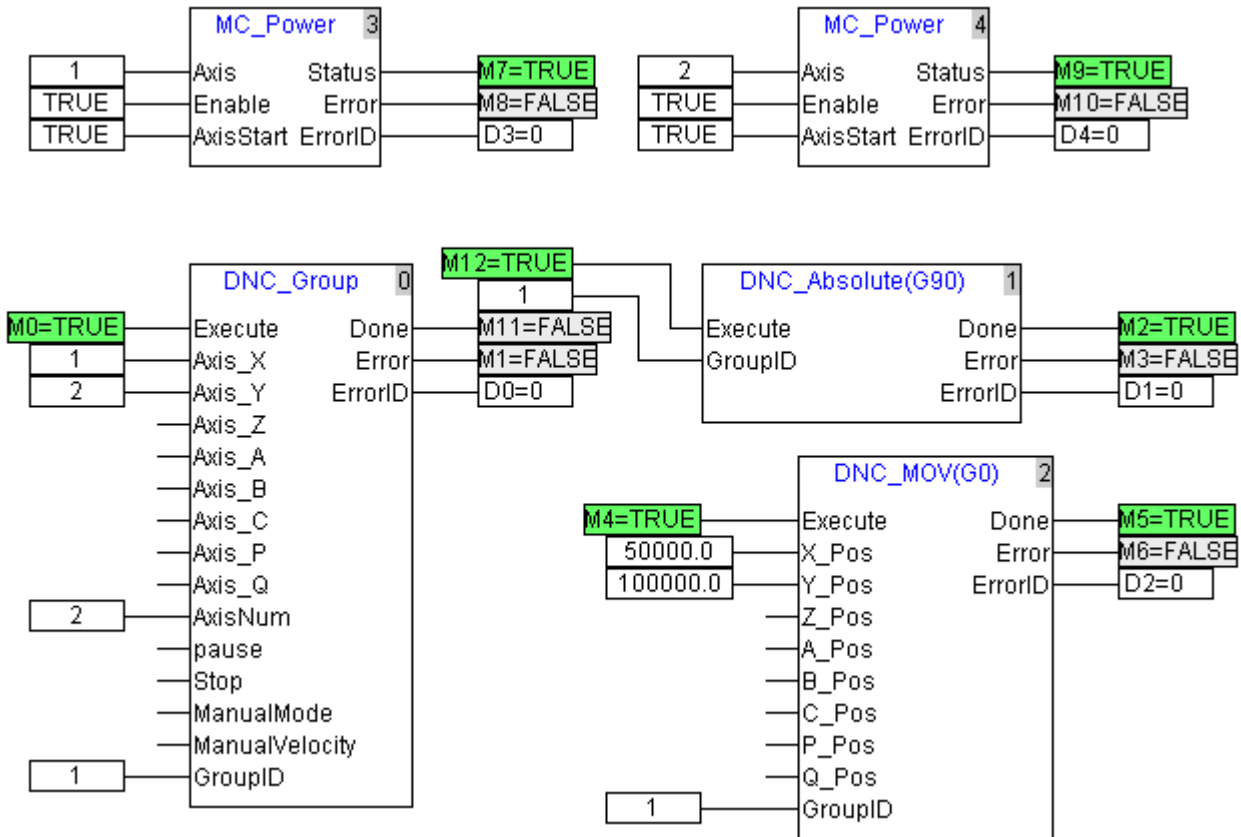 MC_Power 3
1 Axis Status M7=TRUE
TRUE Enable Error M8=FALSE
TRUE AxisStart ErrorID D3=0
MC_Power 4
2 Axis Status M9=TRUE
TRUE Enable Error M10=FALSE
TRUE AxisStart ErrorID D4=0
DNC_Group 0
M0=TRUE Execute Done M11=FALSE
1 Axis_X Error M1=FALSE
2 Axis_Y ErrorID D0=0
Axis_Z
Axis_A
Axis_B
Axis_C
Axis_P
Axis_Q
2 AxisNum
pause
Stop
ManualMode
ManualVelocity
1 GroupID
M12=TRUE
1
DNC_Absolute(G90) 1
Execute Done M2=TRUE
GroupID Error M3=FALSE
ErrorID D1=0
DNC_MOV(G0) 2
M4=TRUE Execute Done M5=TRUE
50000.0 X_Pos Error M6=FALSE
100000.0 Y_Pos ErrorID D2=0
Z_Pos
A_Pos
B_Pos
C_Pos
P_Pos
Q_Pos
1 GroupID